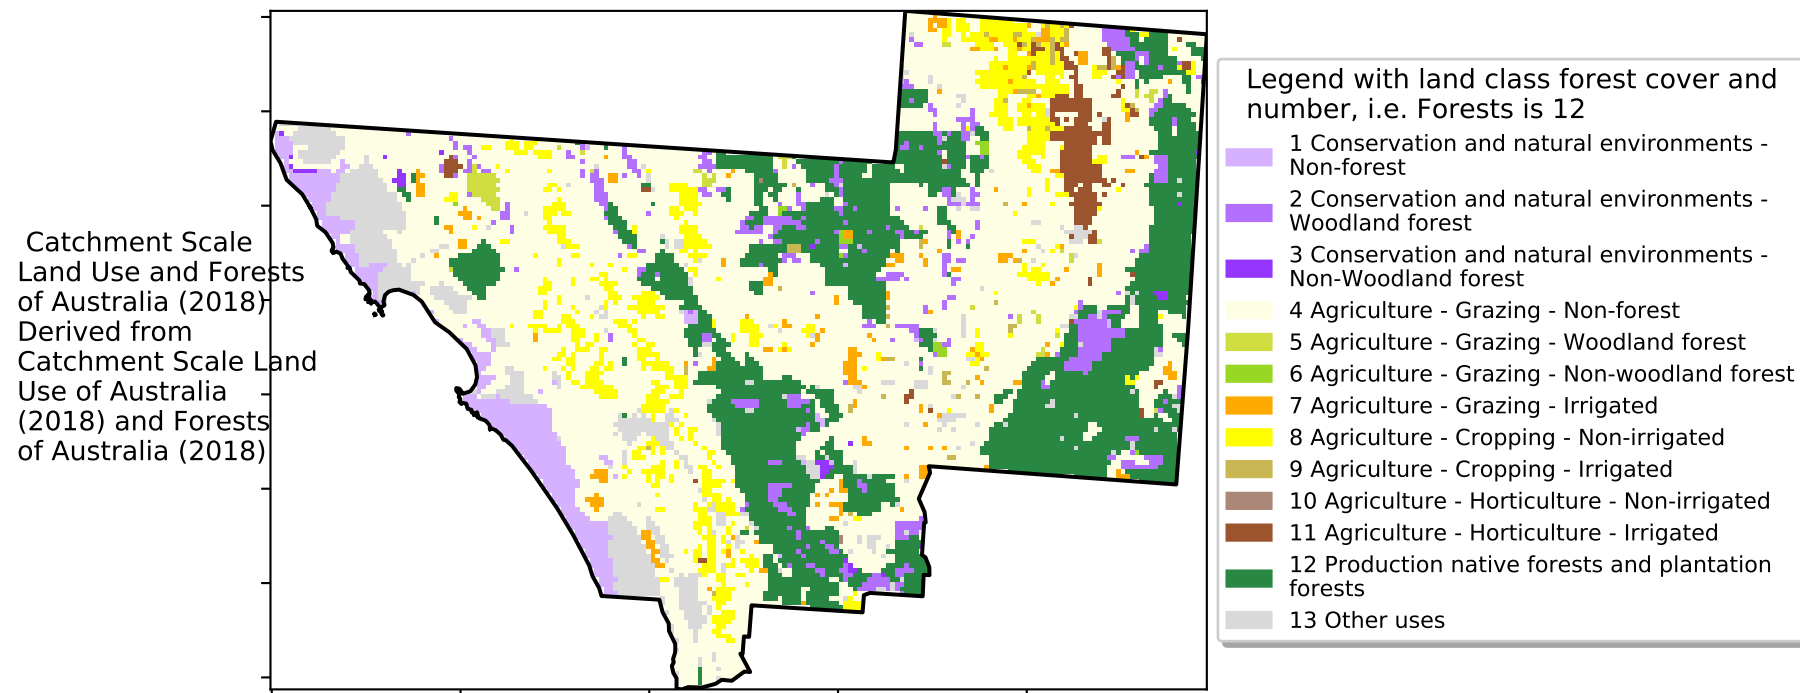 Catchment Scale
Land Use and Forests
of Australia (2018)
Derived from
Catchment Scale Land
Use of Australia
(2018) and Forests
of Australia (2018)
Legend with land class forest cover and
number, i.e. Forests is 12
1 Conservation and natural environments -
Non-forest
2 Conservation and natural environments -
Woodland forest
3 Conservation and natural environments -
Non-Woodland forest
4 Agriculture - Grazing - Non-forest
5 Agriculture - Grazing - Woodland forest
6 Agriculture - Grazing - Non-woodland forest
7 Agriculture - Grazing - Irrigated
8 Agriculture - Cropping - Non-irrigated
9 Agriculture - Cropping - Irrigated
10 Agriculture - Horticulture - Non-irrigated
11 Agriculture - Horticulture - Irrigated
12 Production native forests and plantation
forests
13 Other uses